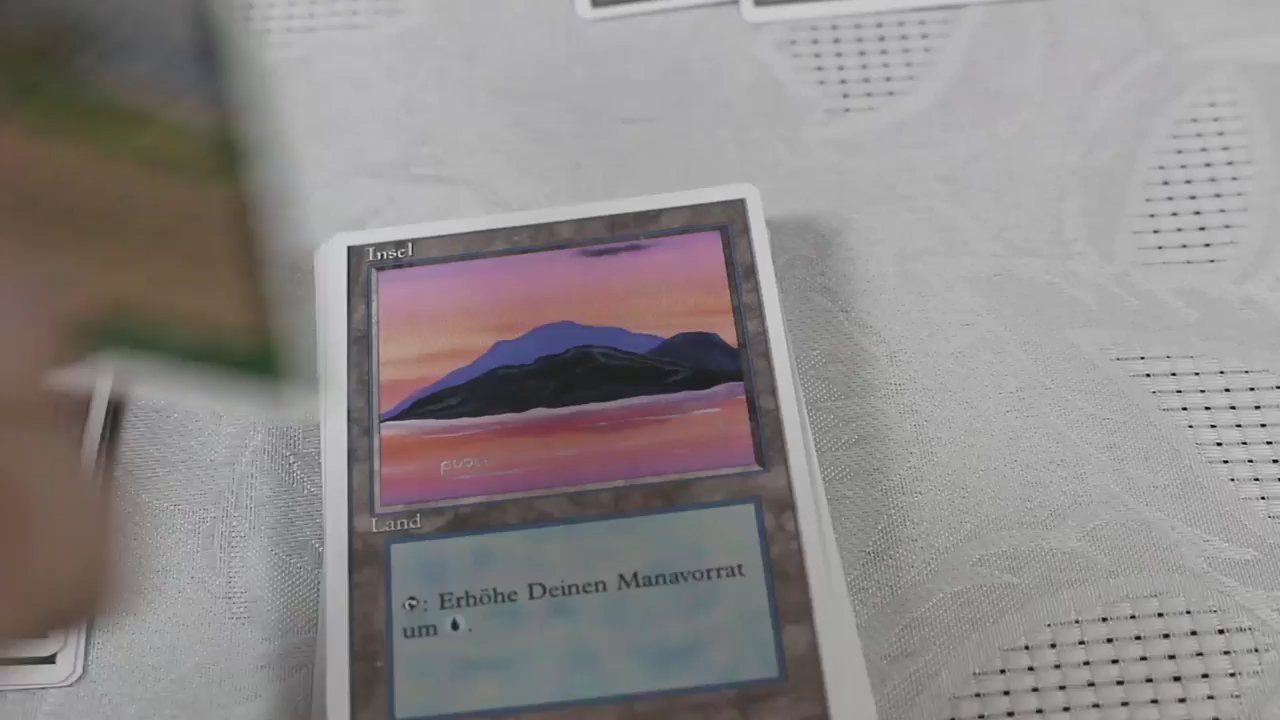 Insel
Land
: Erhöhe Deinen Manavorrat
um .